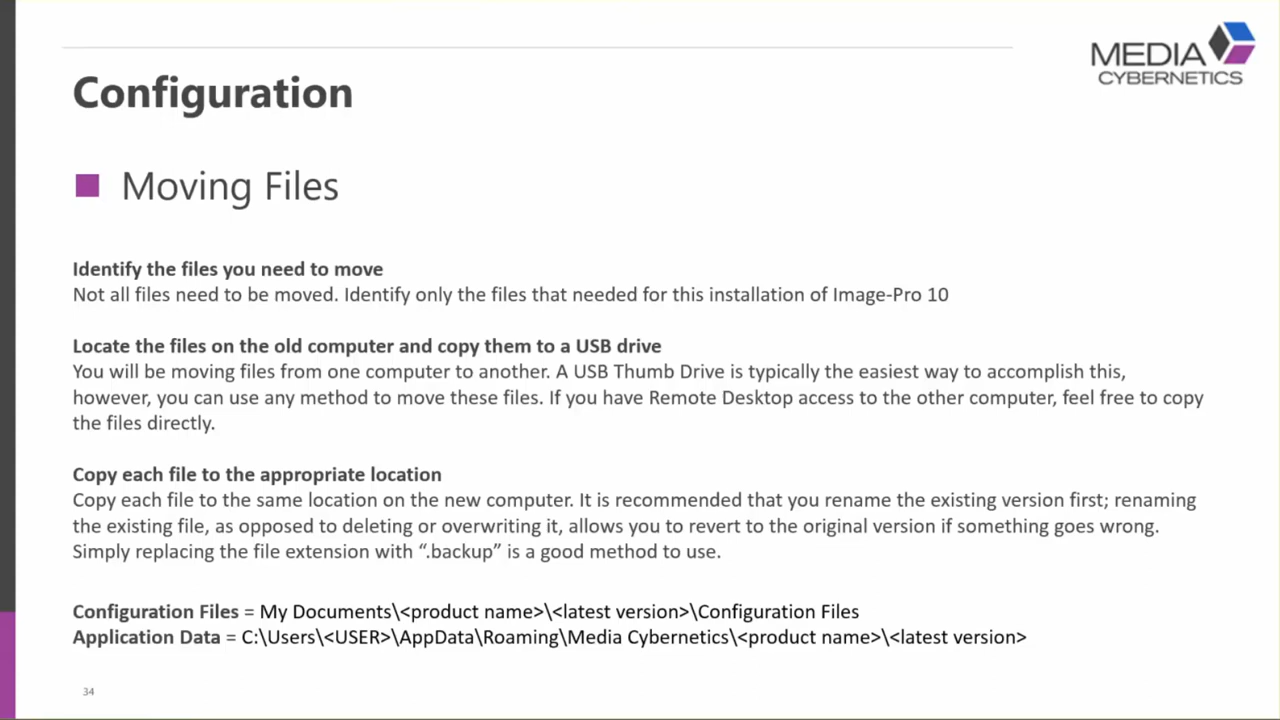 MEDIA
CYBERNETICS
Configuration
Moving Files
Identify the files you need to move
Not all files need to be moved. Identify only the files that needed for this installation of Image-Pro 10
Locate the files on the old computer and copy them to a USB drive
You will be moving files from one computer to another. A USB Thumb Drive is typically the easiest way to accomplish this,
however, you can use any method to move these files. If you have Remote Desktop access to the other computer, feel free to copy
the files directly.
Copy each file to the appropriate location
Copy each file to the same location on the new computer. It is recommended that you rename the existing version first; renaming
the existing file, as opposed to deleting or overwriting it, allows you to revert to the original version if something goes wrong.
Simply replacing the file extension with “.backup” is a good method to use.
Configuration Files = My Documents\<product name>\<latest version>\Configuration Files
Application Data = C:\Users\<USER>\AppData\Roaming\Media Cybernetics\<product name>\<latest version>
34